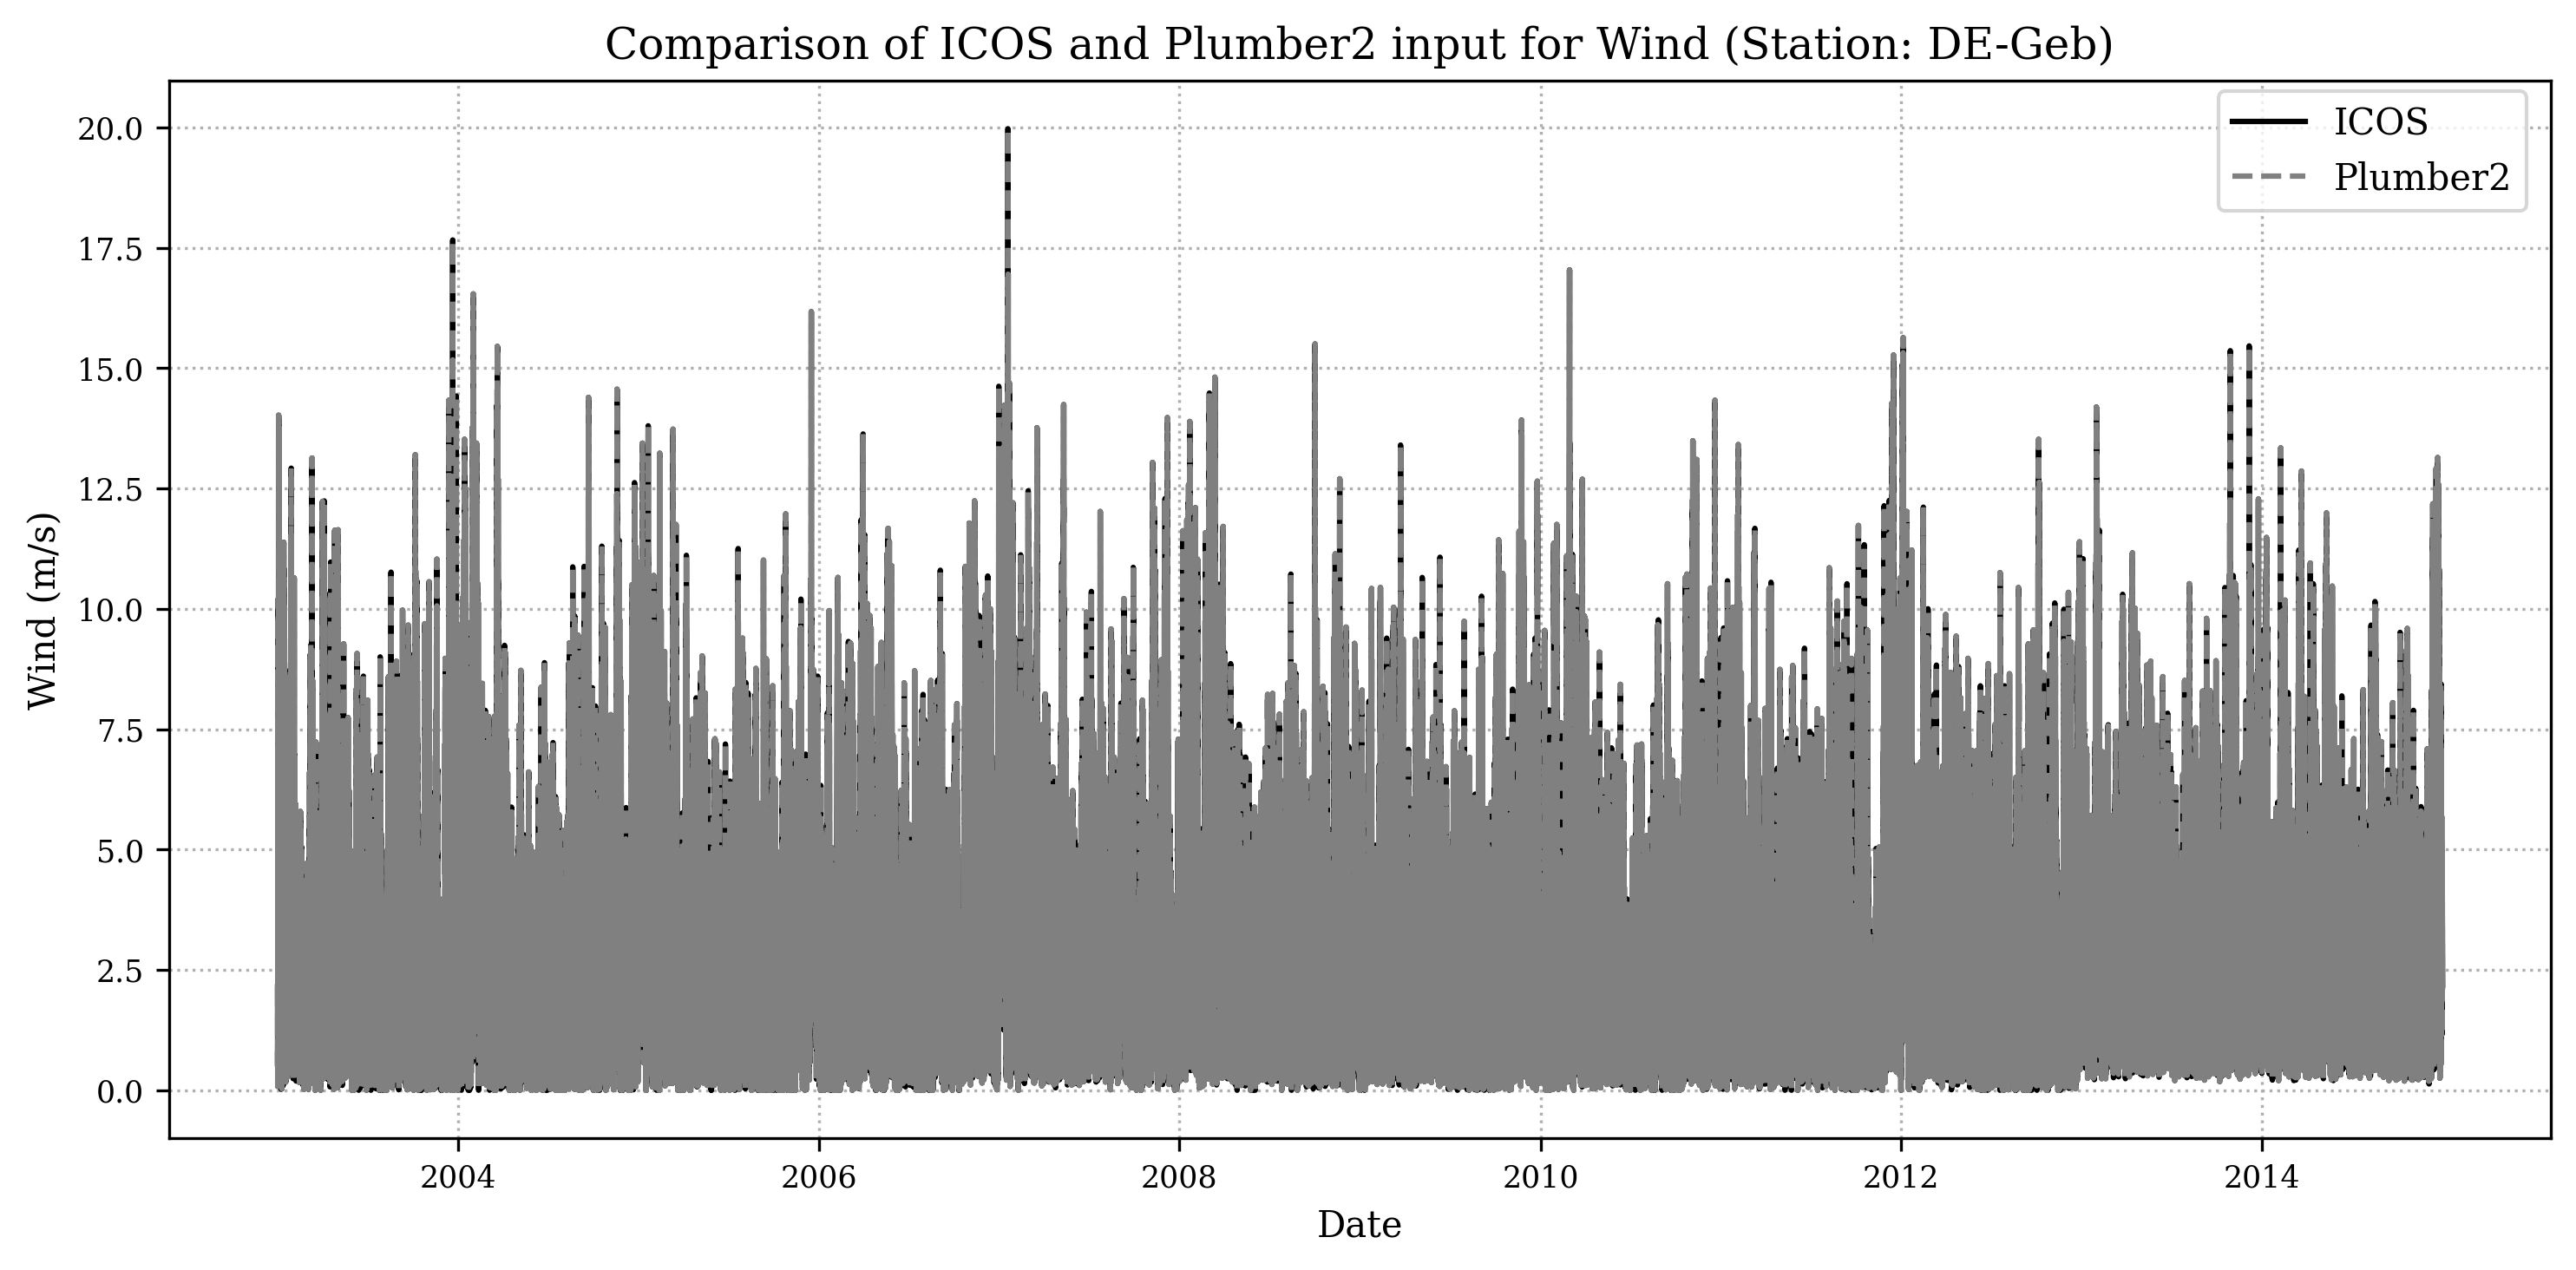 Comparison of ICOS and Plumber2 input for Wind (Station: DE-Geb)
ICOS
Plumber2
Wind (m/s)
20.0
17.5
15.0
12.5
10.0
7.5
5.0
2.5
0.0
2004 2006 2008 2010 2012 2014
Date